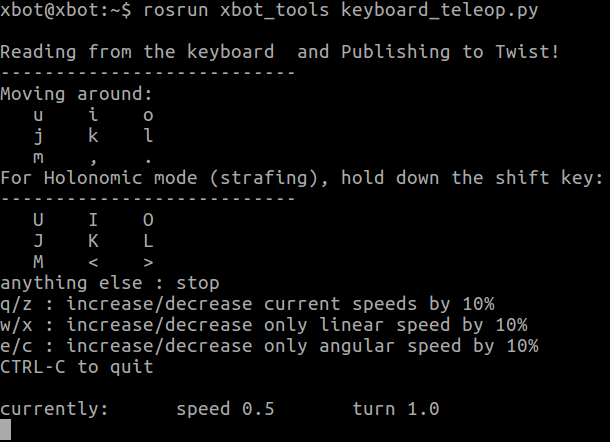 xbot@xbot:~$ rosrun xbot_tools keyboard_teleop.py
Reading from the keyboard  and Publishing to Twist!
---------------------------
Moving around:
   u    i    o
   j    k    l
   m    ,    .
For Holonomic mode (strafing), hold down the shift key:
---------------------------
   U    I    O
   J    K    L
   M    <    >
anything else : stop
q/z : increase/decrease current speeds by 10%
w/x : increase/decrease only linear speed by 10%
e/c : increase/decrease only angular speed by 10%
CTRL-C to quit
currently:      speed 0.5       turn 1.0